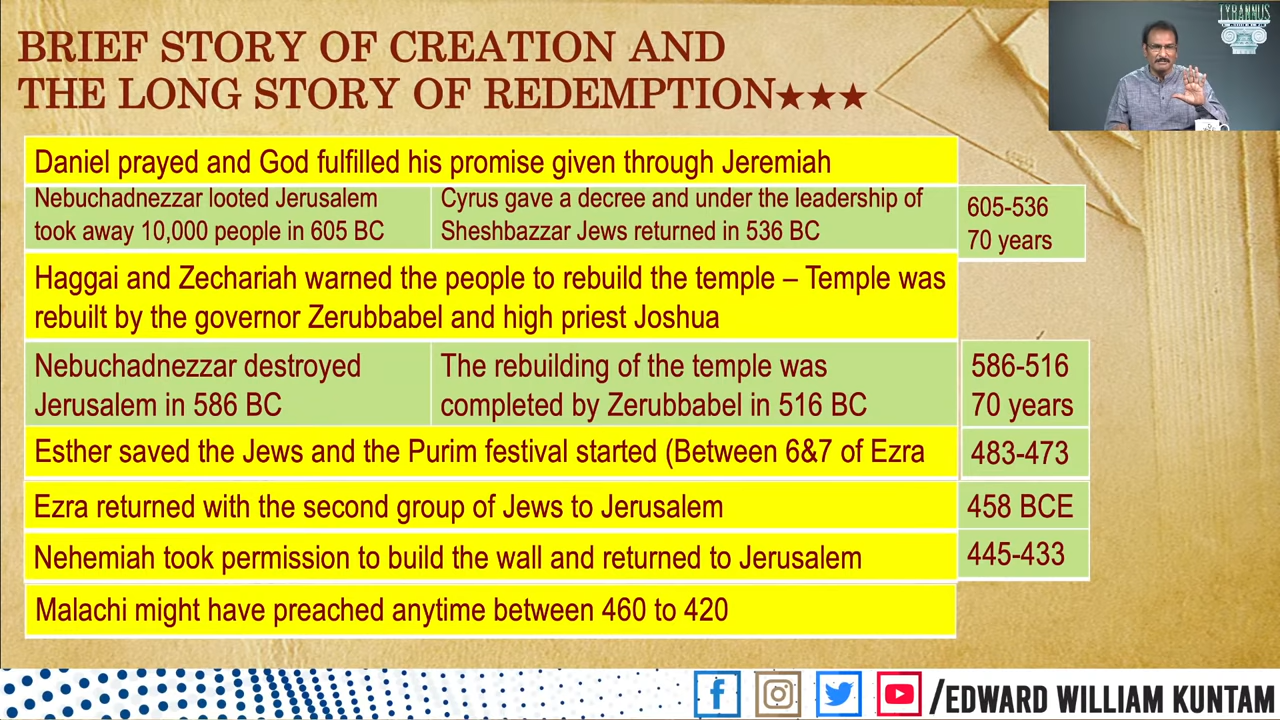 TYRANNUS
BRIEF STORY OF CREATION AND
THE LONG STORY OF REDEMPTION★★★
Daniel prayed and God fulfilled his promise given through Jeremiah
Nebuchadnezzar looted Jerusalem
took away 10,000 people in 605 BC
Cyrus gave a decree and under the leadership of
Sheshbazzar Jews returned in 536 BC
605-536
70 years
Haggai and Zechariah warned the people to rebuild the temple – Temple was
rebuilt by the governor Zerubbabel and high priest Joshua
Nebuchadnezzar destroyed
Jerusalem in 586 BC
The rebuilding of the temple was
completed by Zerubbabel in 516 BC
586-516
70 years
Esther saved the Jews and the Purim festival started (Between 6&7 of Ezra
483-473
Ezra returned with the second group of Jews to Jerusalem
458 BCE
Nehemiah took permission to build the wall and returned to Jerusalem
445-433
Malachi might have preached anytime between 460 to 420
/EDWARD WILLIAM KUNTAM